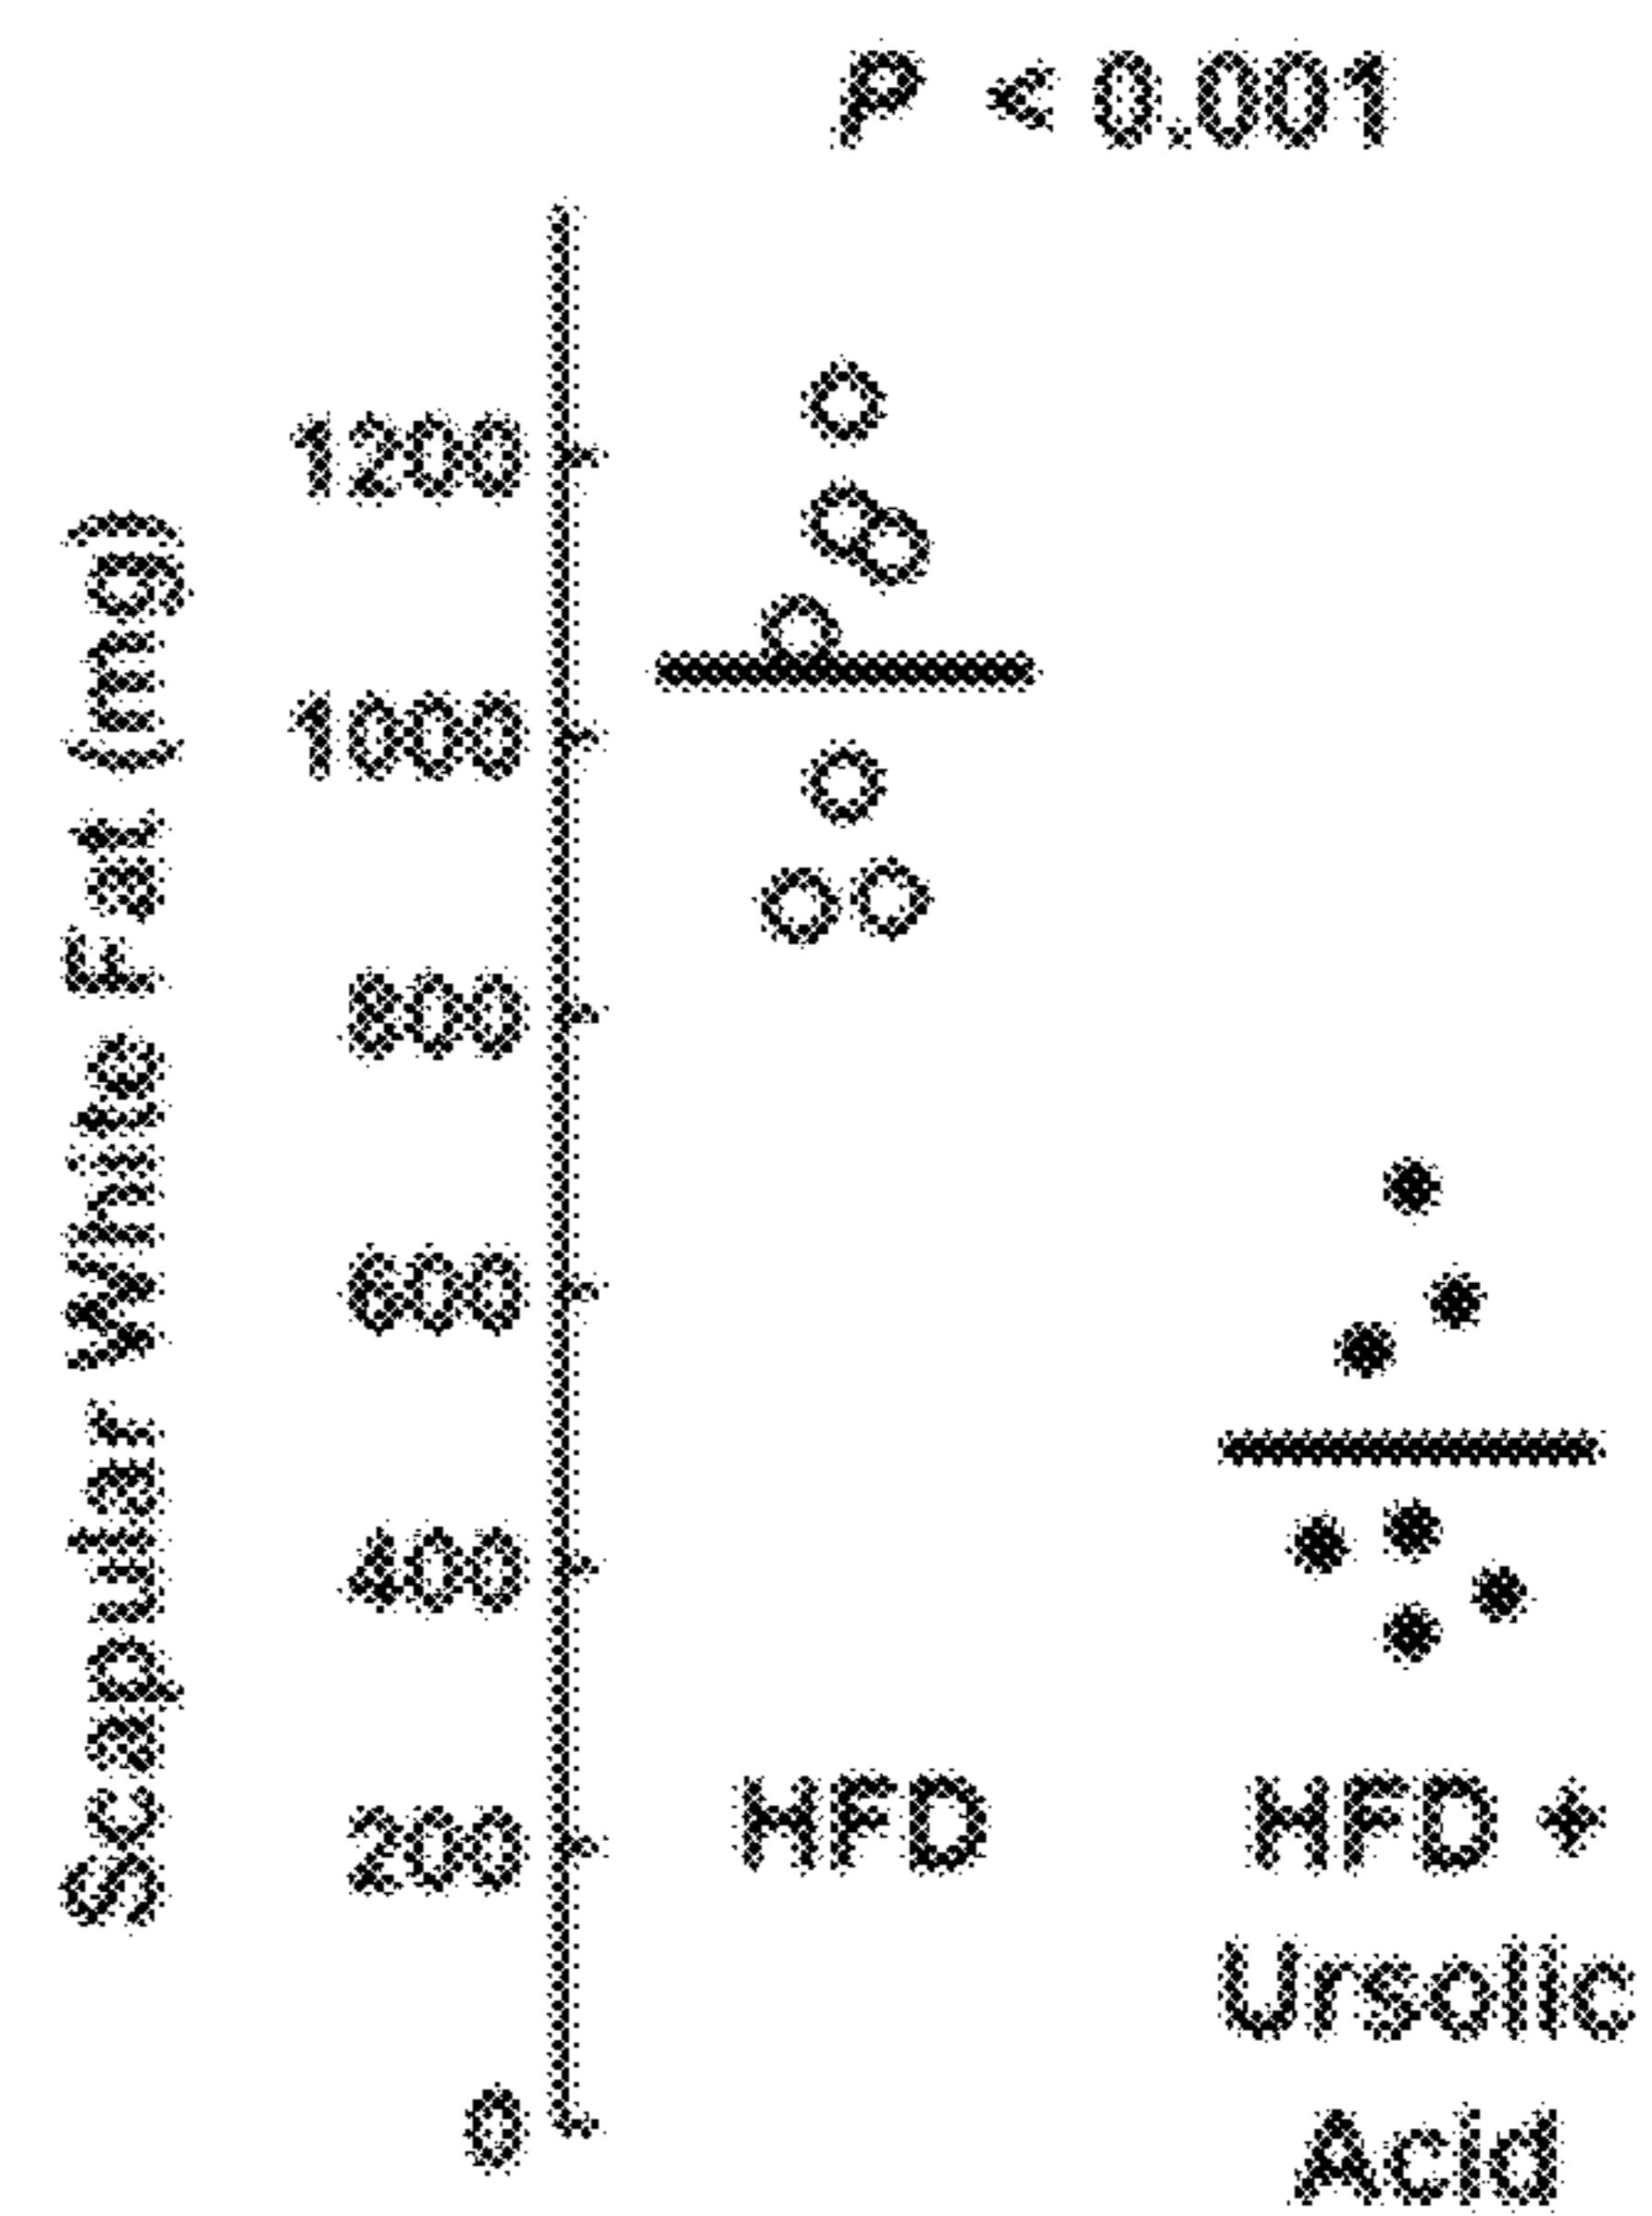 P < 0.001
Scapular White Fat (mg)
1200
1000
800
600
400
200
0
HFD
HFD +
Ursolic
Acid